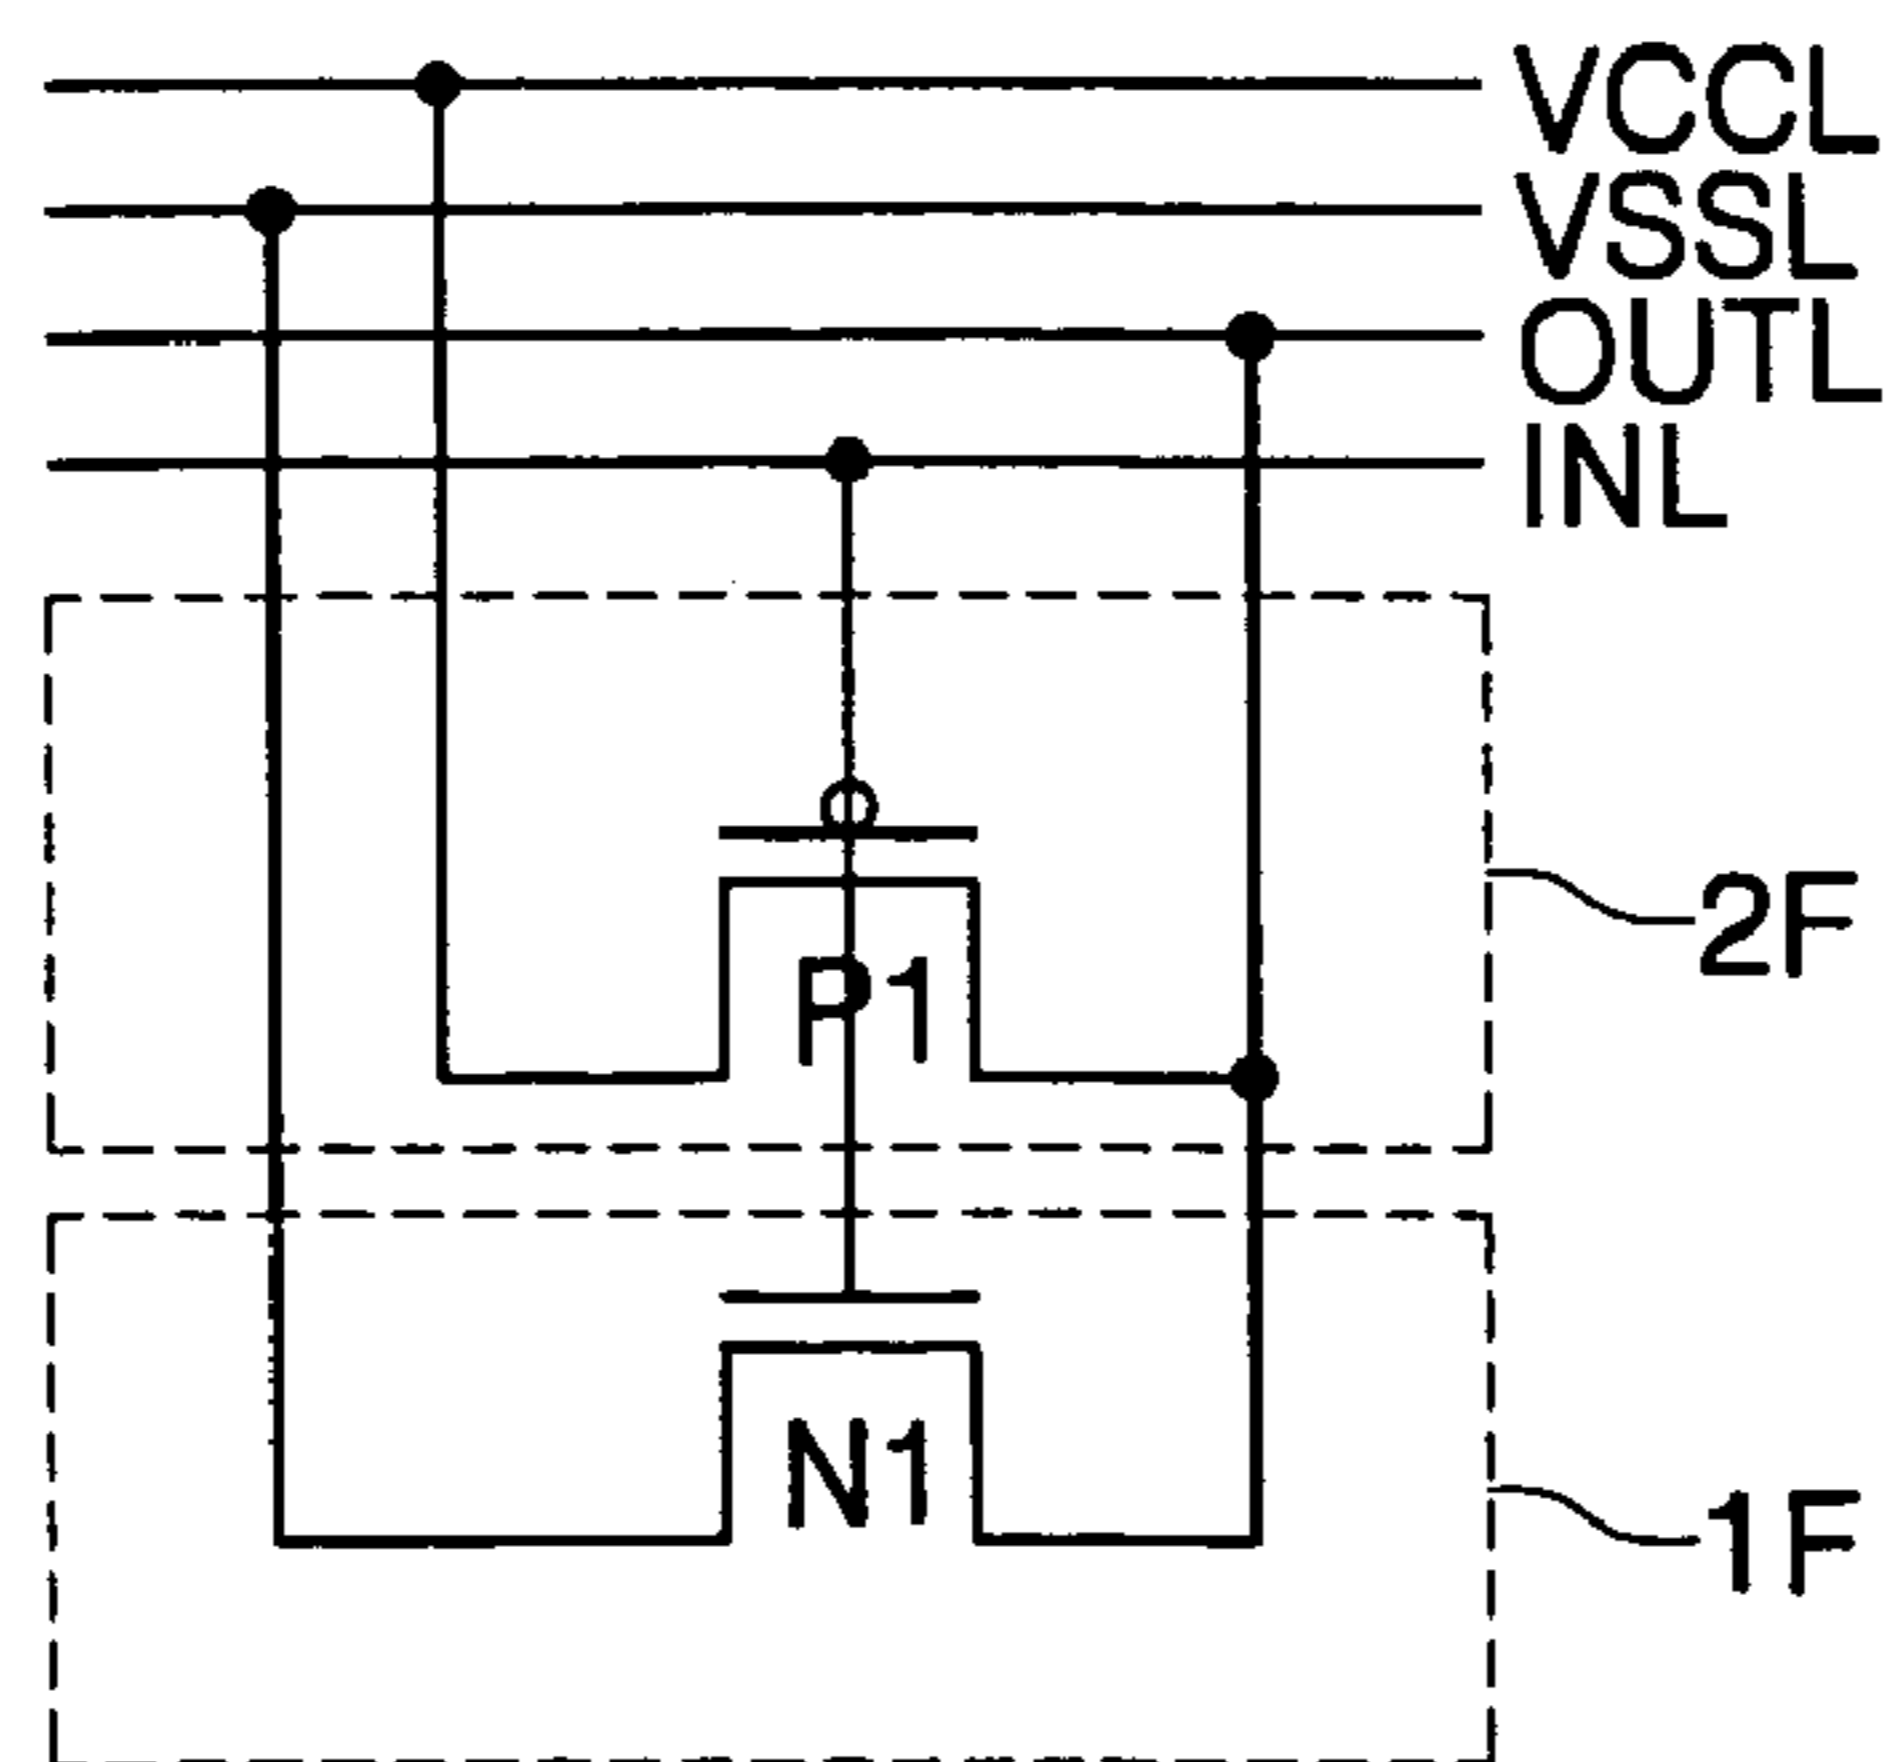 VCCL
VSSL
OUTL
INL
2F
P1
N1
1F